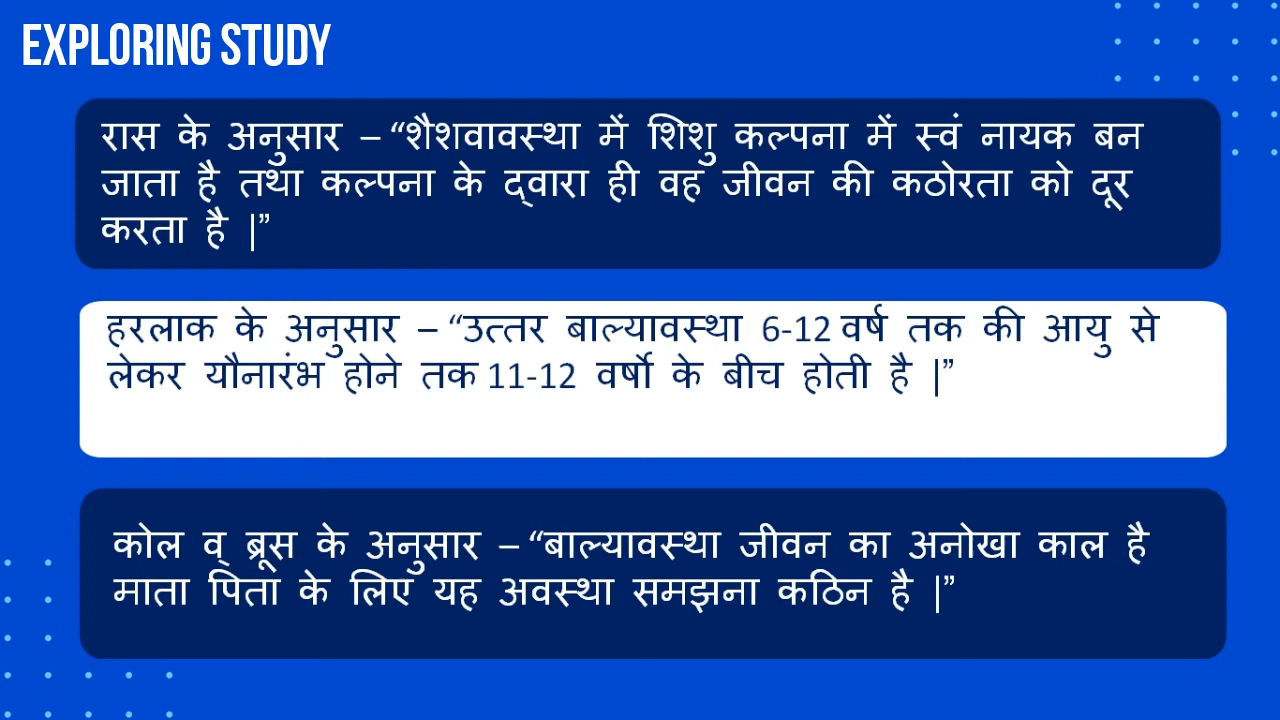 EXPLORING STUDY
रास के अनुसार – “शैशवावस्था में शिशु कल्पना में स्वं नायक बन
जाता है तथा कल्पना के द्वारा ही वह जीवन की कठोरता को दूर
करता है |”
हरलाक के अनुसार – “उत्तर बाल्यावस्था 6-12 वर्ष तक की आयु से
लेकर यौनारंभ होने तक 11-12 वर्षो के बीच होती है |”
कोल व् ब्रूस के अनुसार – “बाल्यावस्था जीवन का अनोखा काल है
माता पिता के लिए यह अवस्था समझना कठिन है |”